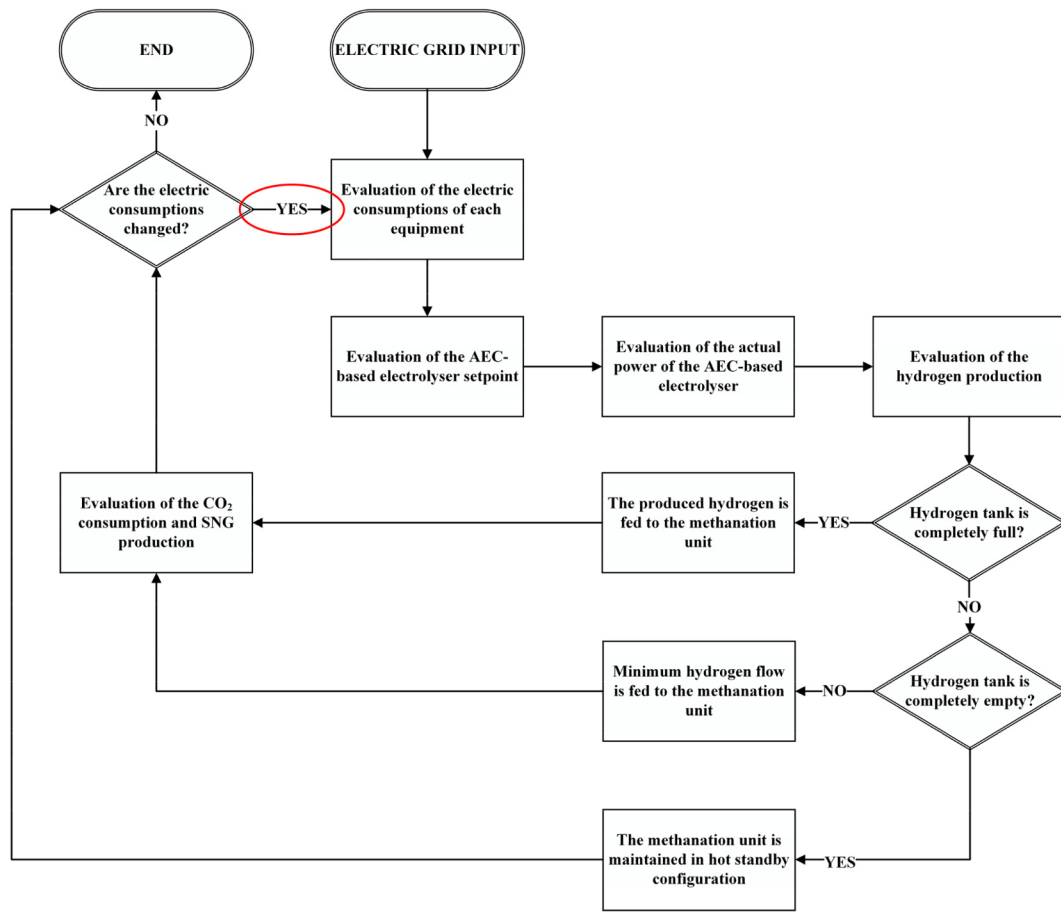 END
ELECTRIC GRID INPUT
NO
Are the electric
consumptions
changed?
YES
Evaluation of the electric
consumptions of each
equipment
Evaluation of the AEC-
based electrolyser setpoint
Evaluation of the actual
power of the AEC-based
electrolyser
Evaluation of the
hydrogen production
Evaluation of the CO₂
consumption and SNG
production
The produced hydrogen is
fed to the methanation
unit
YES
Hydrogen tank is
completely full?
NO
Minimum hydrogen flow
is fed to the methanation
unit
NO
Hydrogen tank is
completely empty?
The methanation unit is
maintained in hot standby
configuration
YES